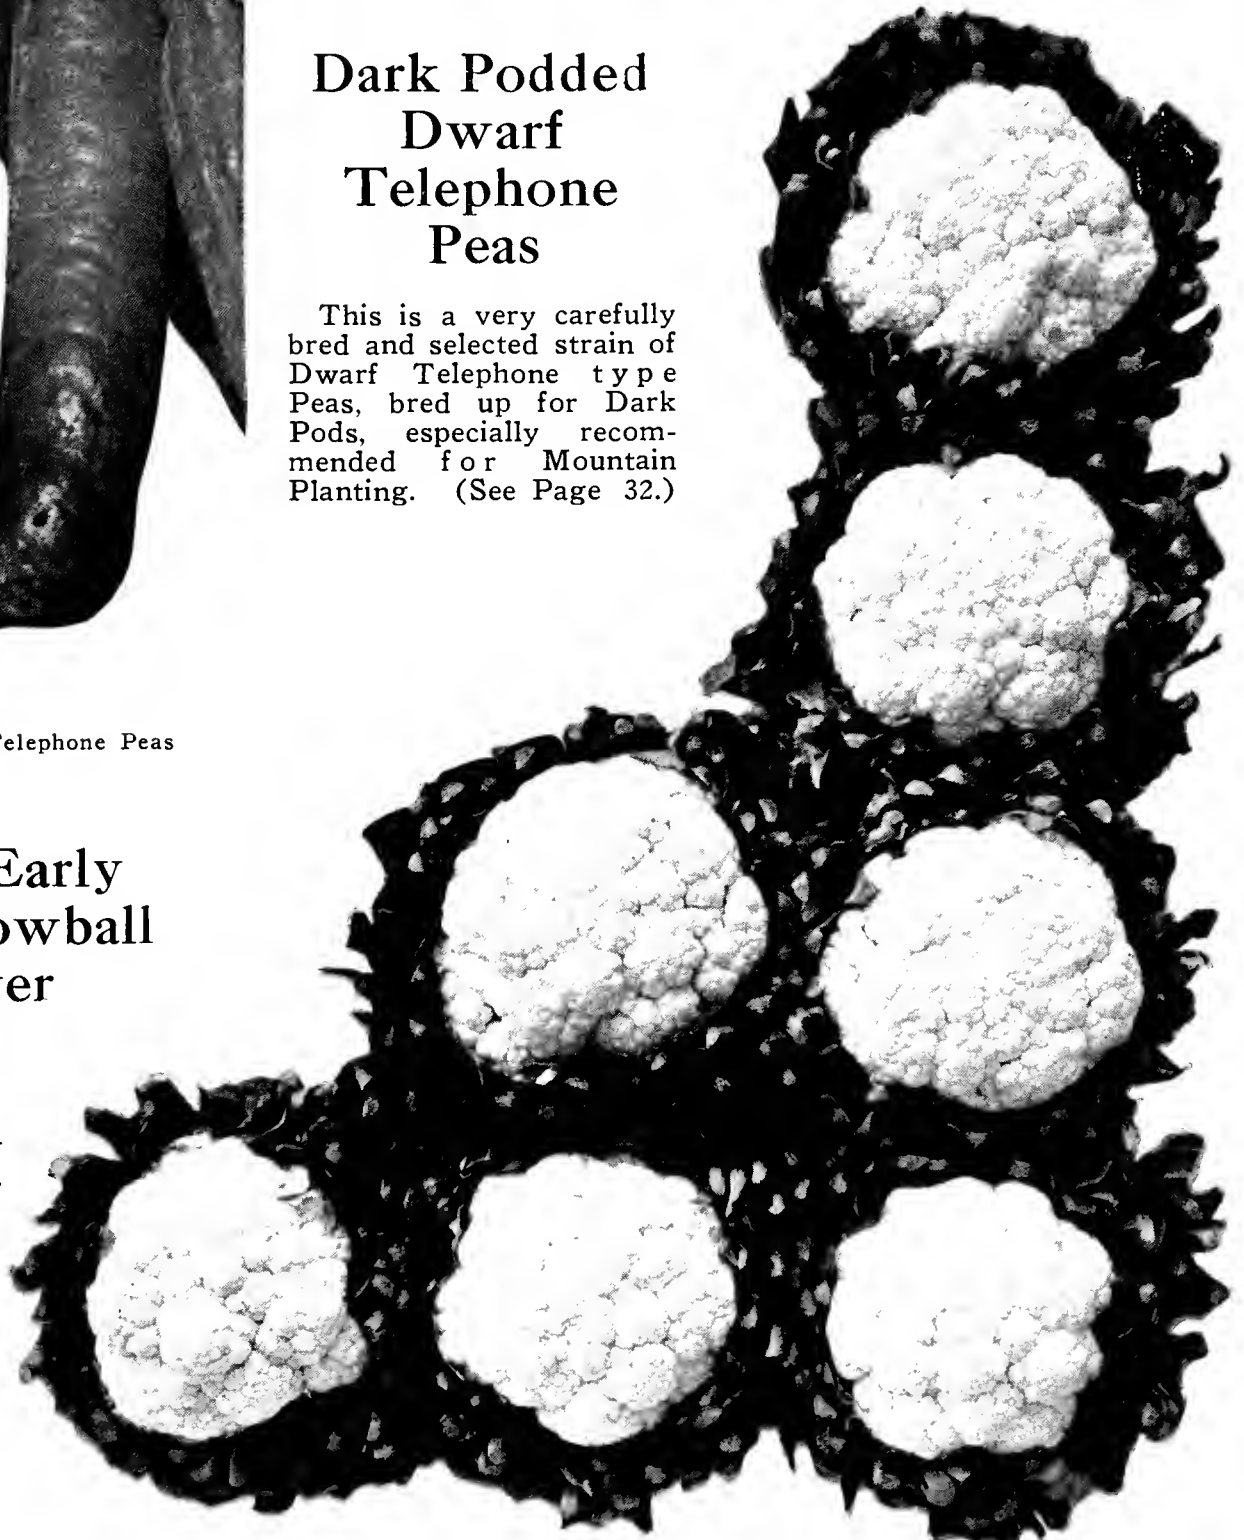 Dark Podded
Dwarf
Telephone
Peas
This is a very carefully
bred and selected strain of
Dwarf Telephone type
Peas, bred up for Dark
Pods, especially recom-
mended for Mountain
Planting. (See Page 32.)
elephone Peas
Early
owball
er